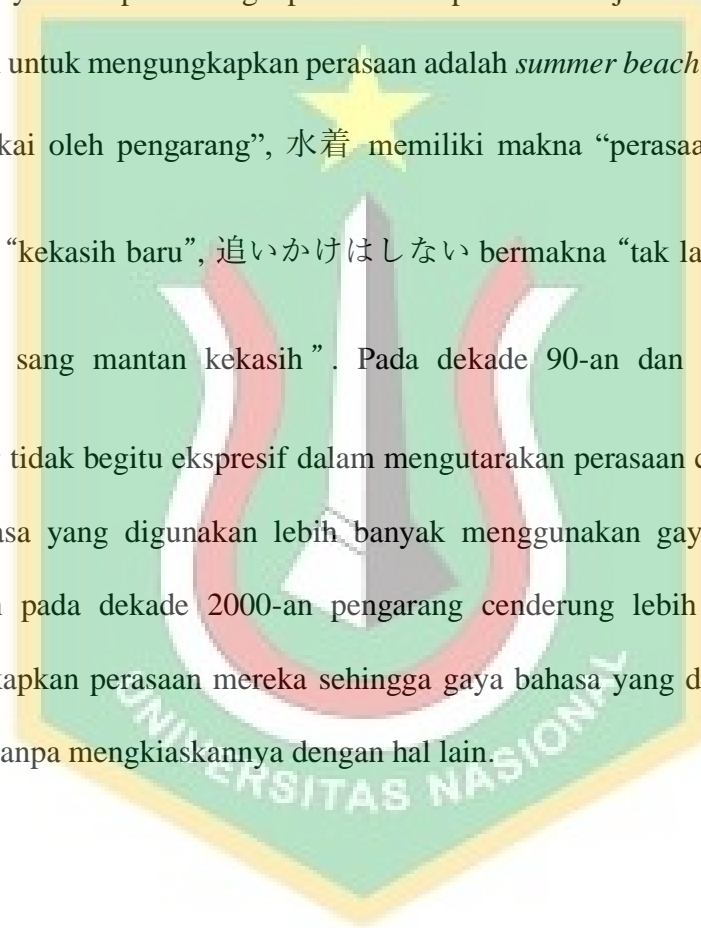 untuk mengungkapkan perasaan adalah summer beach
kai oleh pengarang”, 水着 memiliki makna “perasaa
“kekasih baru”, 追いかけはしない bermakna “tak la
sang mantan kekasih”. Pada dekade 90-an dan
tidak begitu ekspresif dalam mengutarakan perasaan
asa yang digunakan lebih banyak menggunakan gay
pada dekade 2000-an pengarang cenderung lebih
kapkan perasaan mereka sehingga gaya bahasa yang d
anpa mengkiaskannya dengan hal lain.
UNIVERSITAS NASIONAL